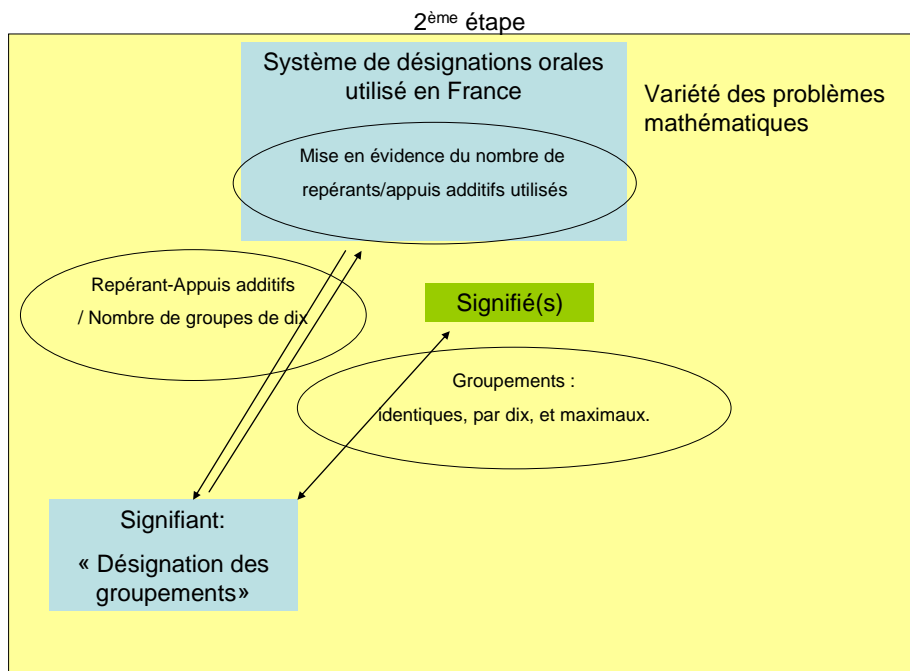 2ème étape
Système de désignations orales
utilisé en France
Variété des problèmes
mathématiques
Mise en évidence du nombre de
repérants/appuis additifs utilisés
Repérant-Appuis additifs
/ Nombre de groupes de dix
Signifié(s)
Groupements :
identiques, par dix, et maximaux.
Signifiant:
« Désignation des
groupements»